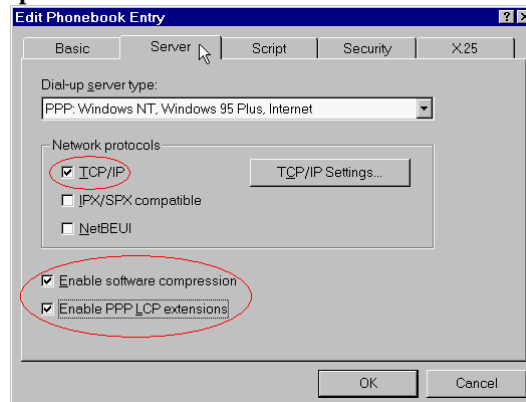 Edit Phonebook Entry
Basic Server Script Security X.25
Dial-up server type:
PPP: Windows NT, Windows 95 Plus, Internet
Network protocols
TCP/IP
TCP/IP Settings...
IPX/SPX compatible
NetBEUI
Enable software compression
Enable PPP LCP extensions
OK Cancel